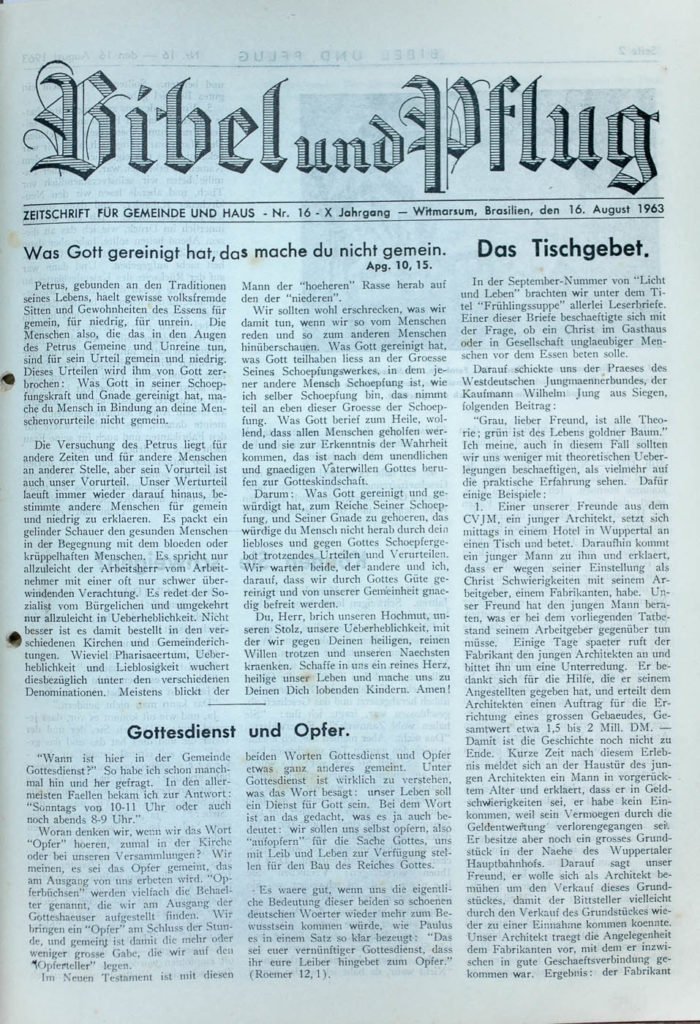 Bibel und Pflug
ZEITSCRIFT FÜR GEMEINDE UND HAUS - Nr. 16 - X Jahrgang — Witmarsum, Brasilien, den 16. August 1963
Was Gott gereinigt hat, das mache du nicht gemein.
Apg. 10, 15.
Petrus, gebunden an den Traditionen
seines Lebens, haelt gewisse volksfremde
Sitten und Gewohnheiten des Essens für
gemein, für niedrig, für unrein. Die
Menschen also, die das in den Augen
des Petrus Gemeine und Unreine tun,
sind für sein Urteil gemein und niedrig.
Dieses Urteilen wird ihm von Gott zer-
brochen: Was Gott in seiner Schoep-
fungskraft und Gnade gereinigt hat, ma-
che du Mensch in Bindung an deine Men-
schenvorurteile nicht gemein.
Die Versuchung des Petrus liegt für
andere Zeiten und für andere Menschen
an anderer Stelle, aber sein Vorurteil ist
auch unser Vorurteil. Unser Werturteil
laeuft immer wieder darauf hinaus, be-
stimmte andere Menschen für gemein
und niedrig zu erklaeren. Es packt ein
gelinder Schauer den gesunden Menschen
in der Begegnung mit dem bloeden oder
krüppelhaften Menschen. Es spricht nur
allzuleicht der Arbeitsherr vom Arbeit-
nehmer mit einer oft nur schwer über-
windenden Verachtung. Es redet der So-
zialist vom Bürgelichen und umgekehrt
nur allzuleicht in Ueberheblichkeit. Nicht
besser ist es damit bestellt in den ver-
schiedenen Kirchen und Gemeinderich-
tungen. Wieviel Pharisaeertum, Ueber-
heblichkeit und Lieblosigkeit wuchert
diesbezüglich unter den verschiedenen
Denominationen. Meistens blickt der
Mann der "hoeheren" Rasse herab auf
den der "niederen".
Wir sollten wohl erschrecken, was wir
damit tun, wenn wir so vom Menschen
reden und so zum anderen Menschen
hinüberschauen. Was Gott gereinigt hat,
was Gott teilhaben liess an der Groesse
Seines Schoepfungswerkes, in dem je-
ner andere Mensch Schoepfung ist, wie
ich selber Schoepfung bin, das nimmt
teil an eben dieser Groesse der Schoep-
fung. Was Gott berief zum Heile, wol-
lend, dass allen Menschen geholfen wer-
de und sie zur Erkenntnis der Wahrheit
kommen, das ist nach dem unendlichen
und gnaedigen Vaterwillen Gottes beru-
fen zur Gotteskindschaft.
Darum: Was Gott gereinigt und ge-
würdigt hat, zum Reiche Seiner Schoep-
fung, und Seiner Gnade zu gehoeren, das
würdige du Mensch nicht herab durch dein
liebloses und gegen Gottes Schoepferge-
bot trotzendes Urteilen und Verurteilen.
Wir warten beide, der andere und ich,
darauf, dass wir durch Gottes Güte ge-
reinigt und von unserer Gemeinheit gnae-
dig befreit werden.
Du, Herr, brich unseren Hochmut, un-
seren Stolz, unsere Ueberheblichkeit, mit
der wir gegen Deinen heiligen, reinen
Willen trotzen und unseren Naechsten
kraenken. Schaffe in uns ein reines Herz,
heilige unser Leben und mache uns zu
Deinen Dich lobenden Kindern. Amen!
Gottesdienst und Opfer.
"Wann ist hier in der Gemeinde
Gottesdienst?" So habe ich schon manch-
mal hin und her gefragt. In den aller-
meisten Faellen bekam ich zur Antwort:
"Sonntags von 10-11 Uhr oder auch
noch abends 8-9 Uhr."
Woran denken wir, wenn wir das Wort
"Opfer" hoeren, zumal in der Kirche
oder bei unseren Versammlungen? Wir
meinen, es sei das Opfer gemeint, das
am Ausgang von uns erbeten wird. "Op-
ferbüchsen" werden vielfach die Behael-
ter genannt, die wir am Ausgang der
Gotteshaeuser aufgestellt finden. Wir
bringen ein "Opfer" am Schluss der Stun-
de, und gemeint ist damit die mehr oder
weniger grosse Gabe, die wir auf den
"Opferteller" legen.
Im Neuen Testament ist mit diesen
beiden Worten Gottesdienst und Opfer
etwas ganz anderes gemeint. Unter
Gottesdienst ist wirklich zu verstehen,
was das Wort besagt: unser Leben soll
ein Dienst für Gott sein. Bei dem Wort
ist an das gedacht, was es ja auch be-
deutet: wir sollen uns selbst opfern, also
"aufopfern" für die Sache Gottes, uns
mit Leib und Leben zur Verfügung stel-
len für den Bau des Reiches Gottes.
Es waere gut, wenn uns die eigentli-
che Bedeutung dieser beiden so schoenen
deutschen Woerter wieder mehr zum Be-
wusstsein kommen würde, wie Paulus
es in einem Satz so klar bezeugt: "Das
sei euer vernünftiger Gottesdienst, dass
ihr eure Leiber hingebet zum Opfer."
(Roemer 12, 1).
Das Tischgebet.
In der September-Nummer von "Licht
und Leben" brachten wir unter dem Ti-
tel "Frühlingssuppe" allerlei Leserbriefe.
Einer dieser Briefe beschaeftigte sich mit
der Frage, ob ein Christ im Gasthaus
oder in Gesellschaft unglaeubiger Men-
schen vor dem Essen beten solle.
Darauf schickte uns der Praeses des
Westdeutschen Jungmaennerbundes, der
Kaufmann Wilhelm Jung aus Siegen,
folgenden Beitrag:
"Grau, lieber Freund, ist alle Theo-
rie; grün ist des Lebens goldner Baum."
Ich meine, auch in diesem Fall sollten
wir uns weniger mit theoretischen Ueber-
legungen beschaeftigen, als vielmehr auf
die praktische Erfahrung sehen. Dafür
einige Beispiele:
1. Einer unserer Freunde aus dem
CVJM, ein junger Architekt, setzt sich
mittags in einem Hotel in Wuppertal an
einen Tisch und betet. Daraufhin kommt
ein junger Mann zu ihm und erklaert,
dass er wegen seiner Einstellung als
Christ Schwierigkeiten mit seinem Ar-
beitgeber, einem Fabrikanten, habe. Un-
ser Freund hat den jungen Mann bera-
ten, was er bei dem vorliegenden Tatbe-
stand seinem Arbeitgeber gegenüber tun
müsse. Einige Tage spaeter ruft der
Fabrikant den jungen Architekten an und
bittet ihn um eine Unterredung. Er be-
dankt sich für die Hilfe, die er seinem
Angestellten gegeben hat, und erteilt dem
Architekten einen Auftrag für die Er-
richtung eines grossen Gebaeudes, Ge-
samtwert etwa 1,5 bis 2 Mill. DM. —
Damit ist die Geschichte noch nicht zu
Ende. Kurze Zeit nach diesem Erleb-
nis meldet sich an der Haustür des jun-
gen Architekten ein Mann in vorgerück-
tem Alter und erklaert, dass er in Geld-
schwierigkeiten sei, er habe kein Ein-
kommen, weil sein Vermoegen durch die
Geldentwertung verlorengegangen sei.
Er besitze aber noch ein grosses Grund-
stück in der Naehe des Wuppertaler
Hauptbahnhofs. Darauf sagt unser
Freund, er wolle sich als Architekt be-
mühen um den Verkauf dieses Grund-
stückes, damit der Bittsteller vielleicht
durch den Verkauf des Grundstückes wie-
der zu einer Einnahme kommen koennte.
Unser Architekt traegt die Angelegenheit
dem Fabrikanten vor, mit dem er inzwi-
schen in gute Geschaeftsverbindung ge-
kommen war. Ergebnis: der Fabrikant